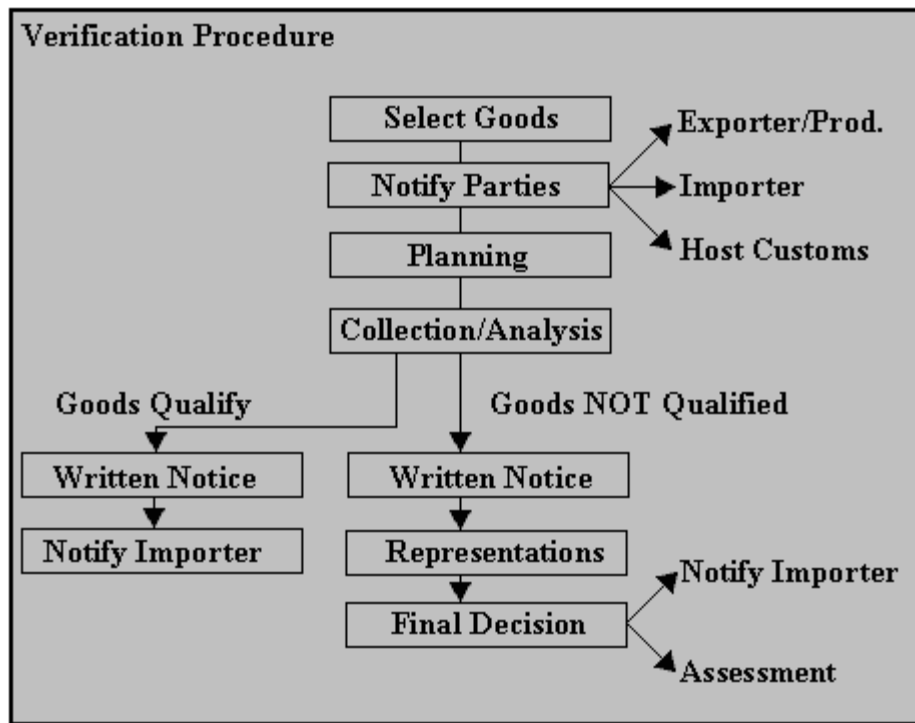 Verification Procedure
Select Goods
Exporter/Prod.
Notify Parties
Importer
Host Customs
Planning
Collection/Analysis
Goods Qualify
Goods NOT Qualified
Written Notice
Written Notice
Notify Importer
Representations
Notify Importer
Final Decision
Assessment